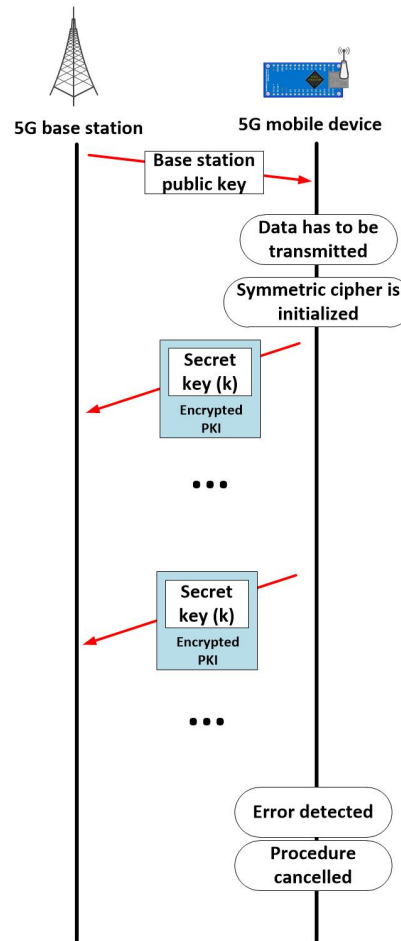 5G base station
5G mobile device
Base station
public key
Data has to be
transmitted
Symmetric cipher is
initialized
Secret
key (k)
Encrypted
PKI
...
Secret
key (k)
Encrypted
PKI
...
Error detected
Procedure
cancelled